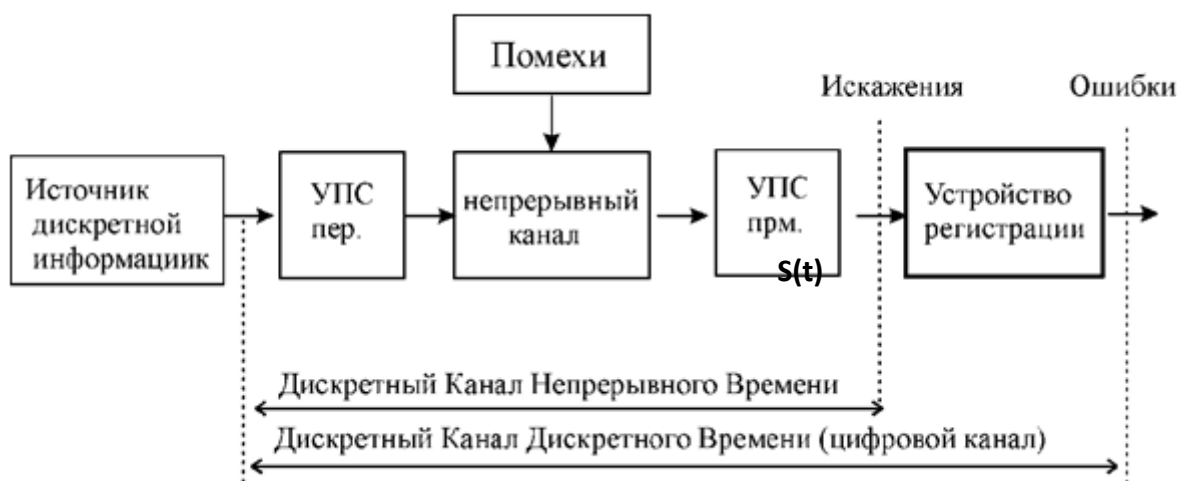 Помехи
Искажения
Ошибки
Источник
дискретной
информациик
УПС
пер.
непрерывный
канал
УПС
прм.
S(t)
Устройство
регистрации
Дискретный Канал Непрерывного Времени
Дискретный Канал Дискретного Времени (цифровой канал)